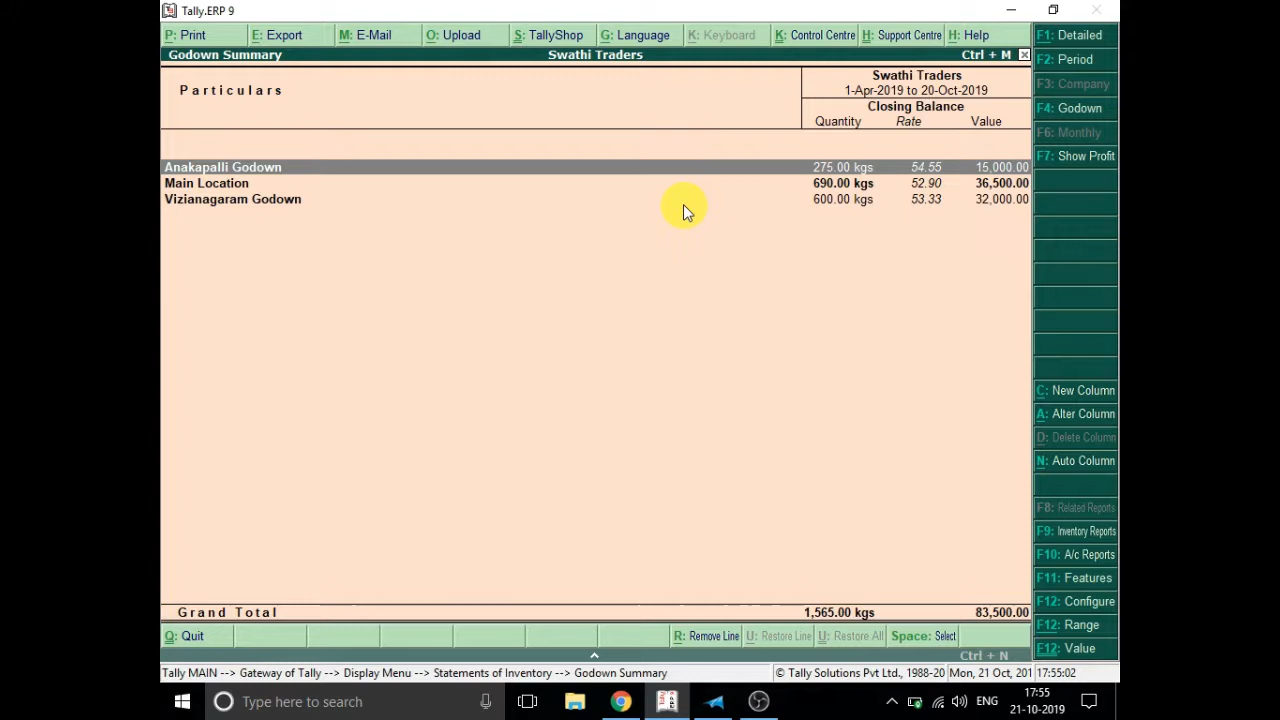 Tally.ERP 9
P: Print E: Export M: E-Mail O: Upload S: TallyShop G: Language K: Keyboard K: Control Centre H: Support Centre H: Help
Godown Summary Swathi Traders Ctrl + M
Particulars
Swathi Traders
1-Apr-2019 to 20-Oct-2019
Closing Balance
Quantity Rate Value
Anakapalli Godown 275.00 kgs 54.55 15,000.00
Main Location 690.00 kgs 52.90 36,500.00
Vizianagaram Godown 600.00 kgs 53.33 32,000.00
Grand Total 1,565.00 kgs 83,500.00
F1: Detailed
F2: Period
F3: Company
F4: Godown
F6: Monthly
F7: Show Profit
C: New Column
A: Alter Column
D: Delete Column
N: Auto Column
F8: Related Reports
F9: Inventory Reports
F10: A/c Reports
F11: Features
F12: Configure
F12: Range
F12: Value
Q: Quit R: Remove Line U: Restore Line U: Restore All Space: Select
Ctrl + N
Tally MAIN --> Gateway of Tally --> Display Menu --> Statements of Inventory --> Godown Summary © Tally Solutions Pvt Ltd., 1988-20 Mon, 21 Oct, 201 17:55:02
Type here to search ENG 17:55
21-10-2019